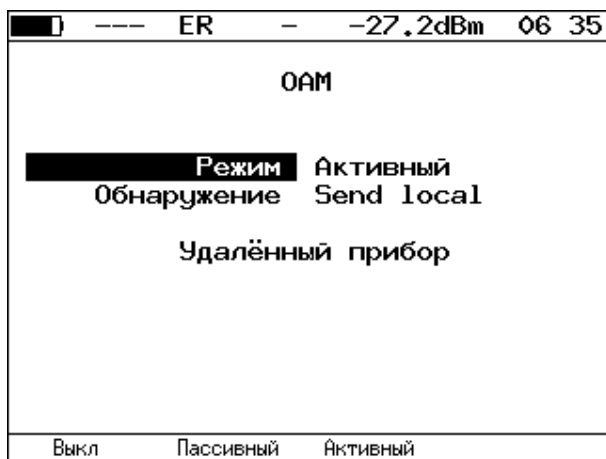 --- ER - -27.2dBm 06 35
OAM
Режим Активный
Обнаружение Send local
Удалённый прибор
Выкл Пассивный Активный